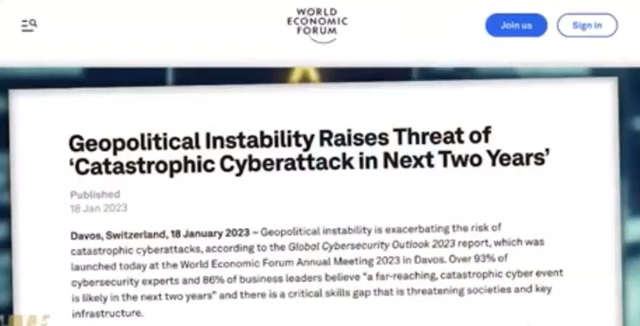 WORLD
ECONOMIC
FORUM
Join us
Sign in
Geopolitical Instability Raises Threat of
‘Catastrophic Cyberattack in Next Two Years’
Published
18 Jan 2023
Davos, Switzerland, 18 January 2023 – Geopolitical instability is exacerbating the risk of
catastrophic cyberattacks, according to the Global Cybersecurity Outlook 2023 report, which was
launched today at the World Economic Forum Annual Meeting 2023 in Davos. Over 93% of
cybersecurity experts and 86% of business leaders believe "a far-reaching, catastrophic cyber event
is likely in the next two years" and there is a critical skills gap that is threatening societies and key
infrastructure.